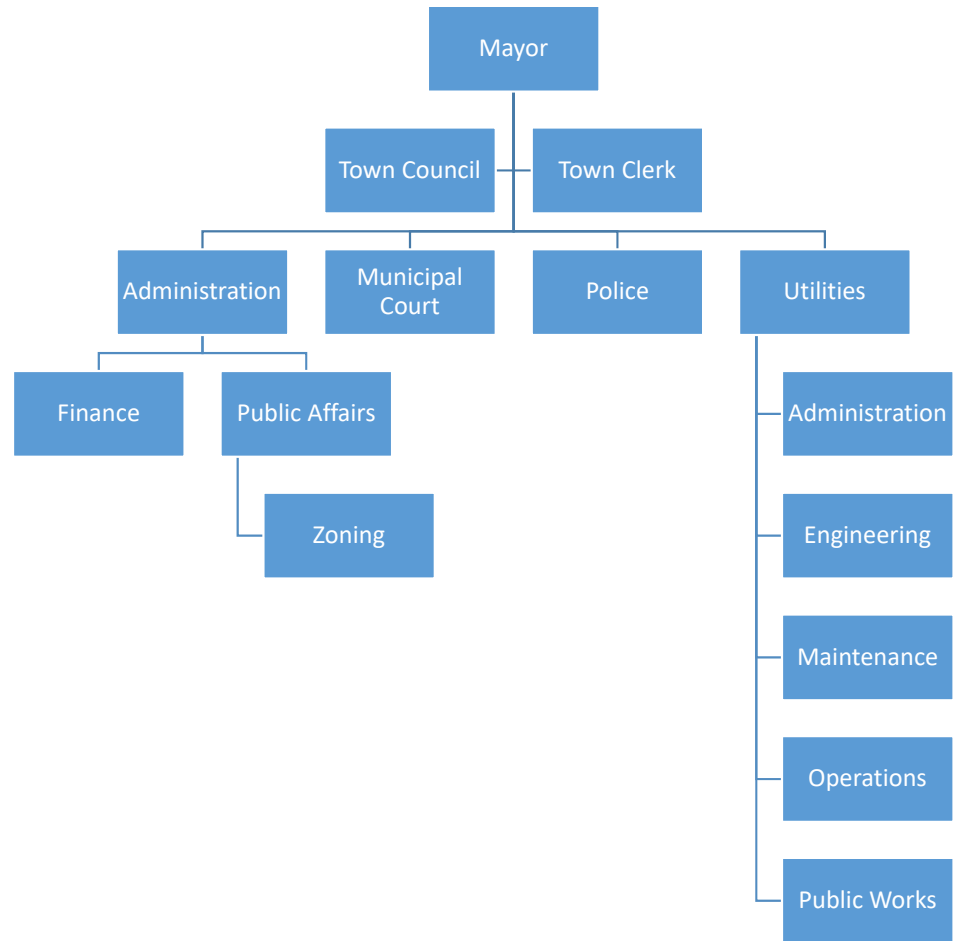 Mayor
Town Council
Town Clerk
Administration
Municipal
Court
Police
Utilities
Finance
Public Affairs
Administration
Zoning
Engineering
Maintenance
Operations
Public Works